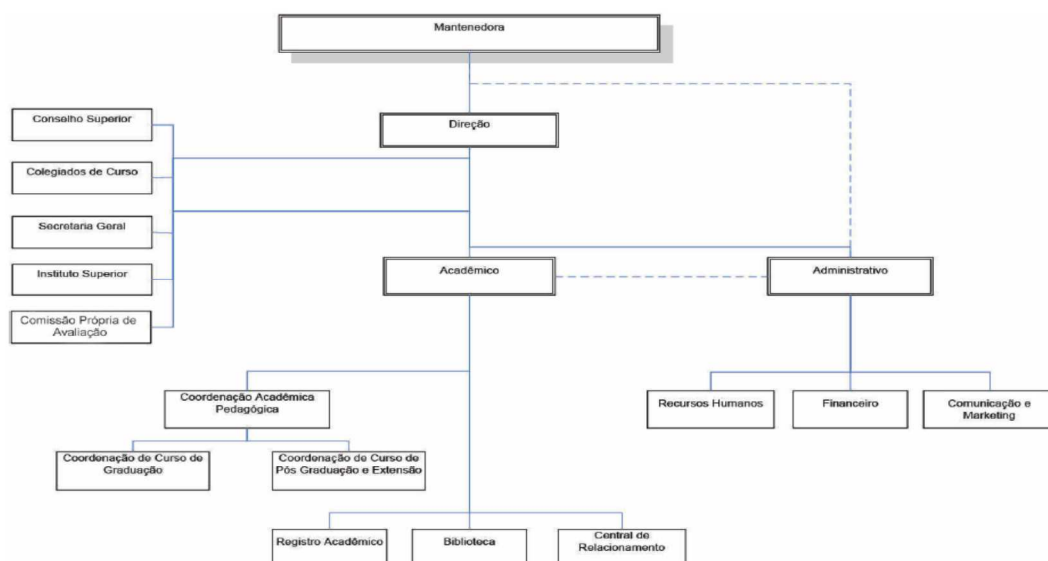 Mantenedora
Direção
Conselho Superior
Colegiados de Curso
Secretaria Geral
Instituto Superior
Comissão Própria de
Avaliação
Acadêmico
Administrativo
Coordenação Acadêmica
Pedagógica
Coordenação de Curso de
Graduação
Coordenação de Curso de
Pós Graduação e Extensão
Recursos Humanos
Financeiro
Comunicação e
Marketing
Registro Acadêmico
Biblioteca
Central de
Relacionamento